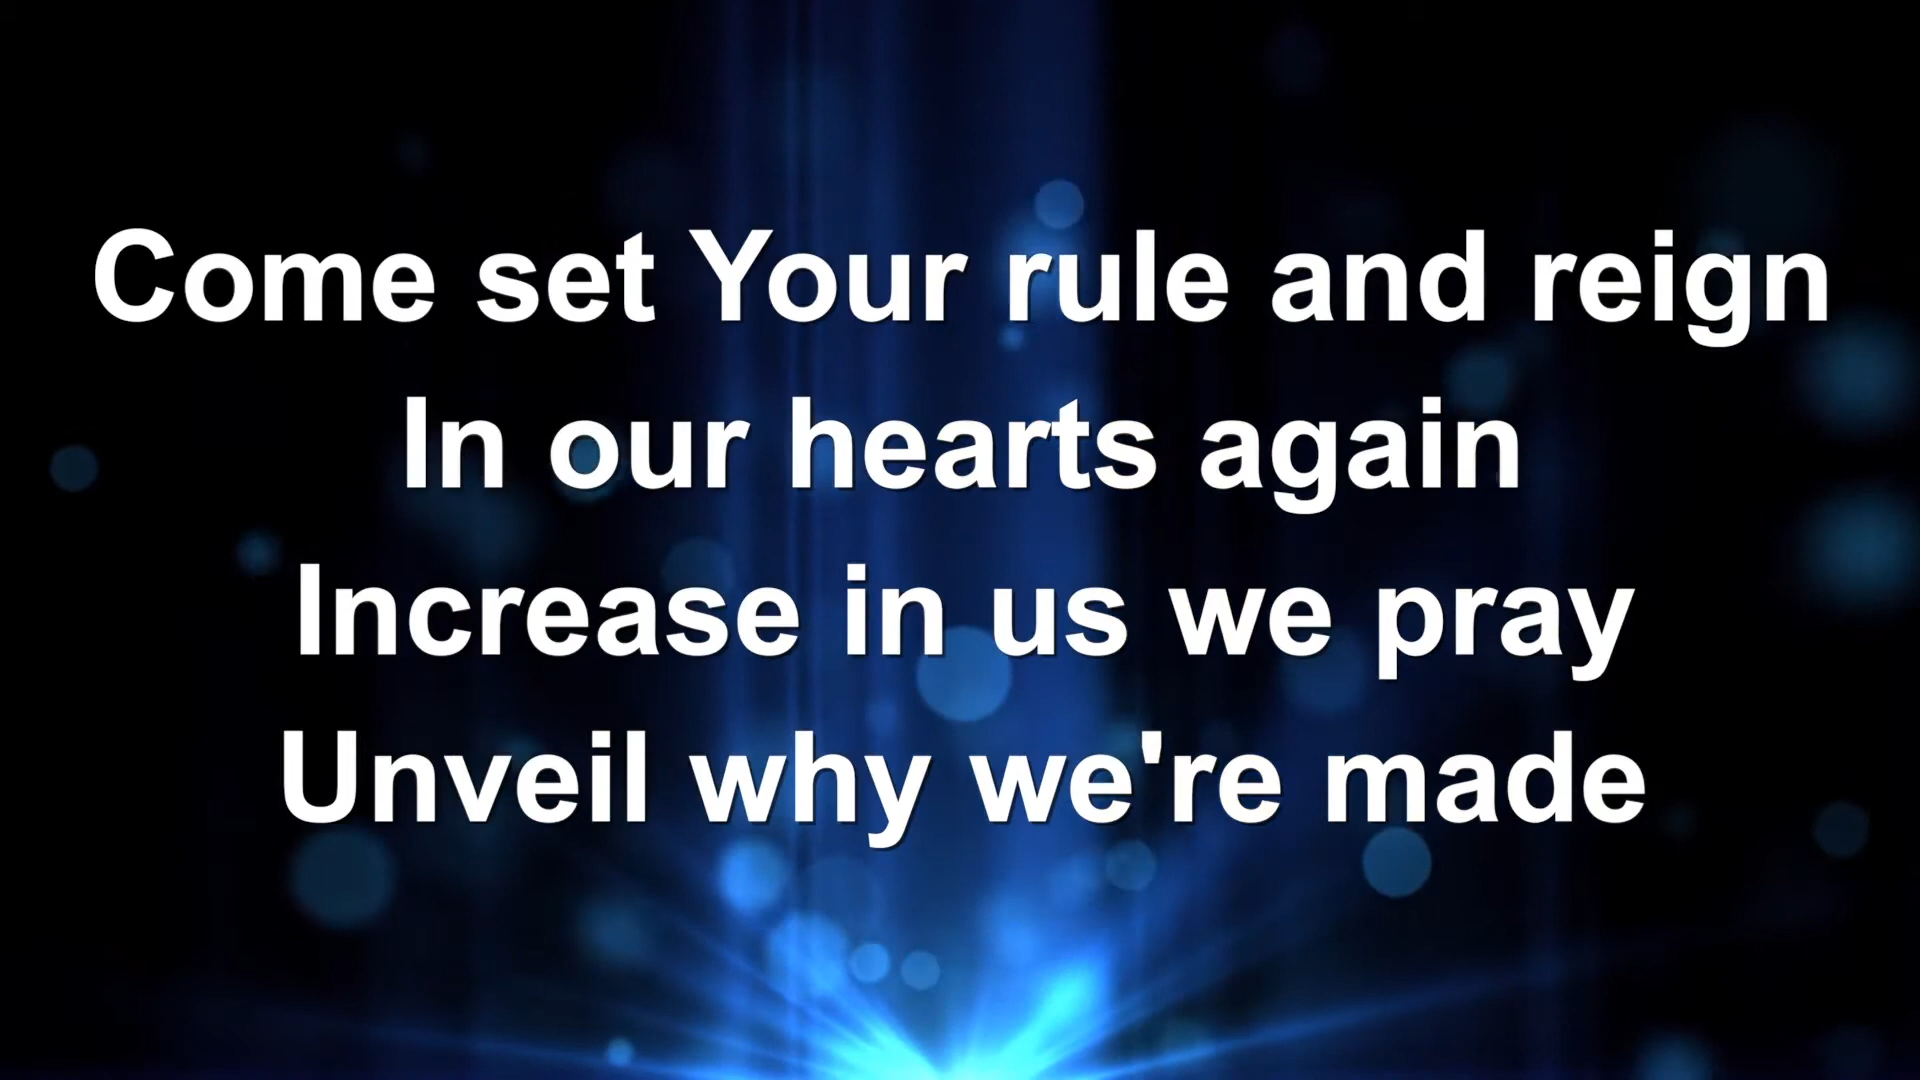 Come set Your rule and reign
In our hearts again
Increase in us we pray
Unveil why we're made